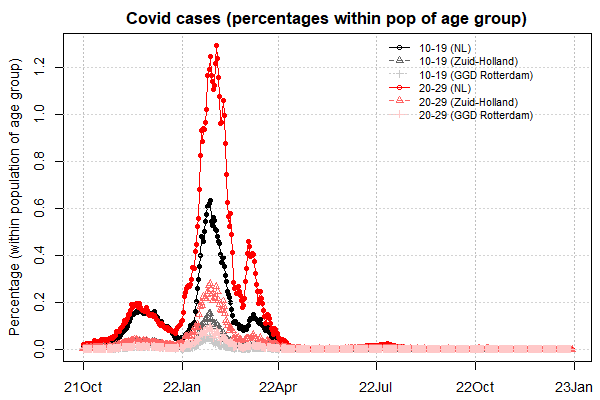 Covid cases (percentages within pop of age group)
Percentage (within population of age group)
1.2
1.0
0.8
0.6
0.4
0.2
0.0
10-19 (NL)
10-19 (Zuid-Holland)
10-19 (GGD Rotterdam)
20-29 (NL)
20-29 (Zuid-Holland)
20-29 (GGD Rotterdam)
21Oct 22Jan 22Apr 22Jul 22Oct 23Jan